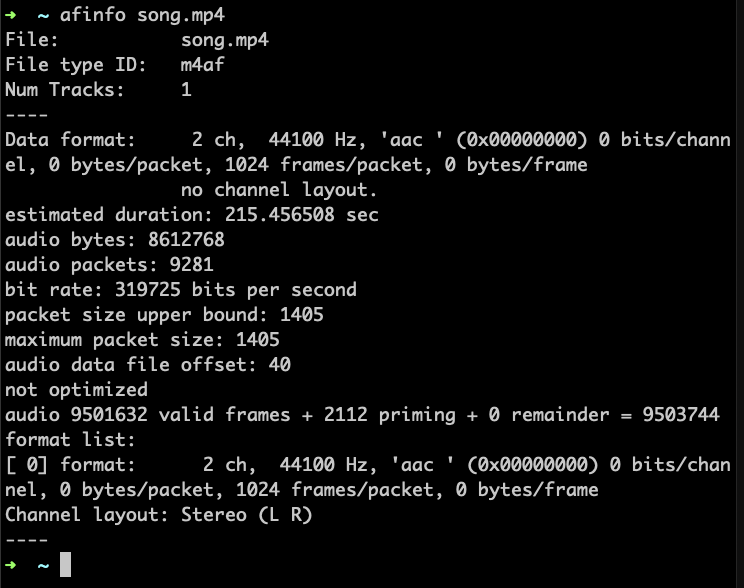 ➜  ~ afinfo song.mp4
File:           song.mp4
File type ID:   m4af
Num Tracks:     1
----
Data format:     2 ch,  44100 Hz, 'aac ' (0x00000000) 0 bits/chann
el, 0 bytes/packet, 1024 frames/packet, 0 bytes/frame
                no channel layout.
estimated duration: 215.456508 sec
audio bytes: 8612768
audio packets: 9281
bit rate: 319725 bits per second
packet size upper bound: 1405
maximum packet size: 1405
audio data file offset: 40
not optimized
audio 9501632 valid frames + 2112 priming + 0 remainder = 9503744
format list:
[ 0] format:      2 ch,  44100 Hz, 'aac ' (0x00000000) 0 bits/chan
nel, 0 bytes/packet, 1024 frames/packet, 0 bytes/frame
Channel layout: Stereo (L R)
----
➜  ~